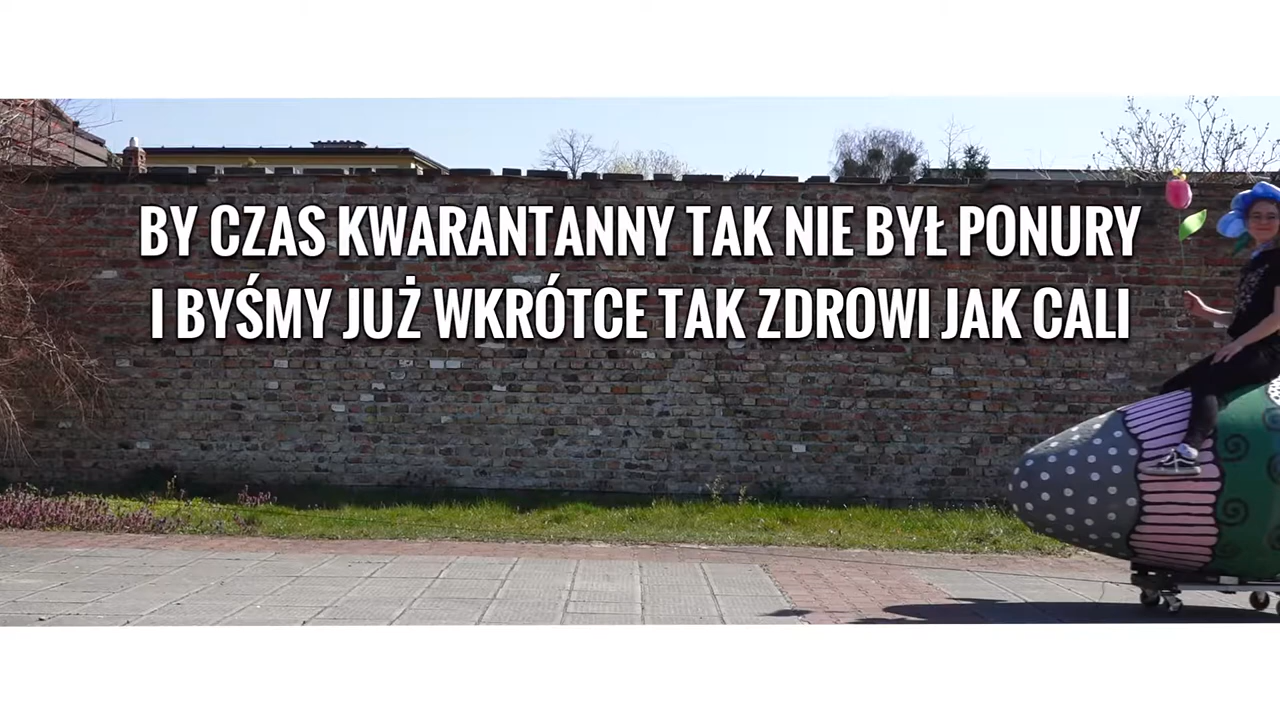 BY CZAS KWARANTANNY TAK NIE BYŁ PONURY
I BYŚMY JUŻ WKRÓTCE TAK ZDROWI JAK CALI